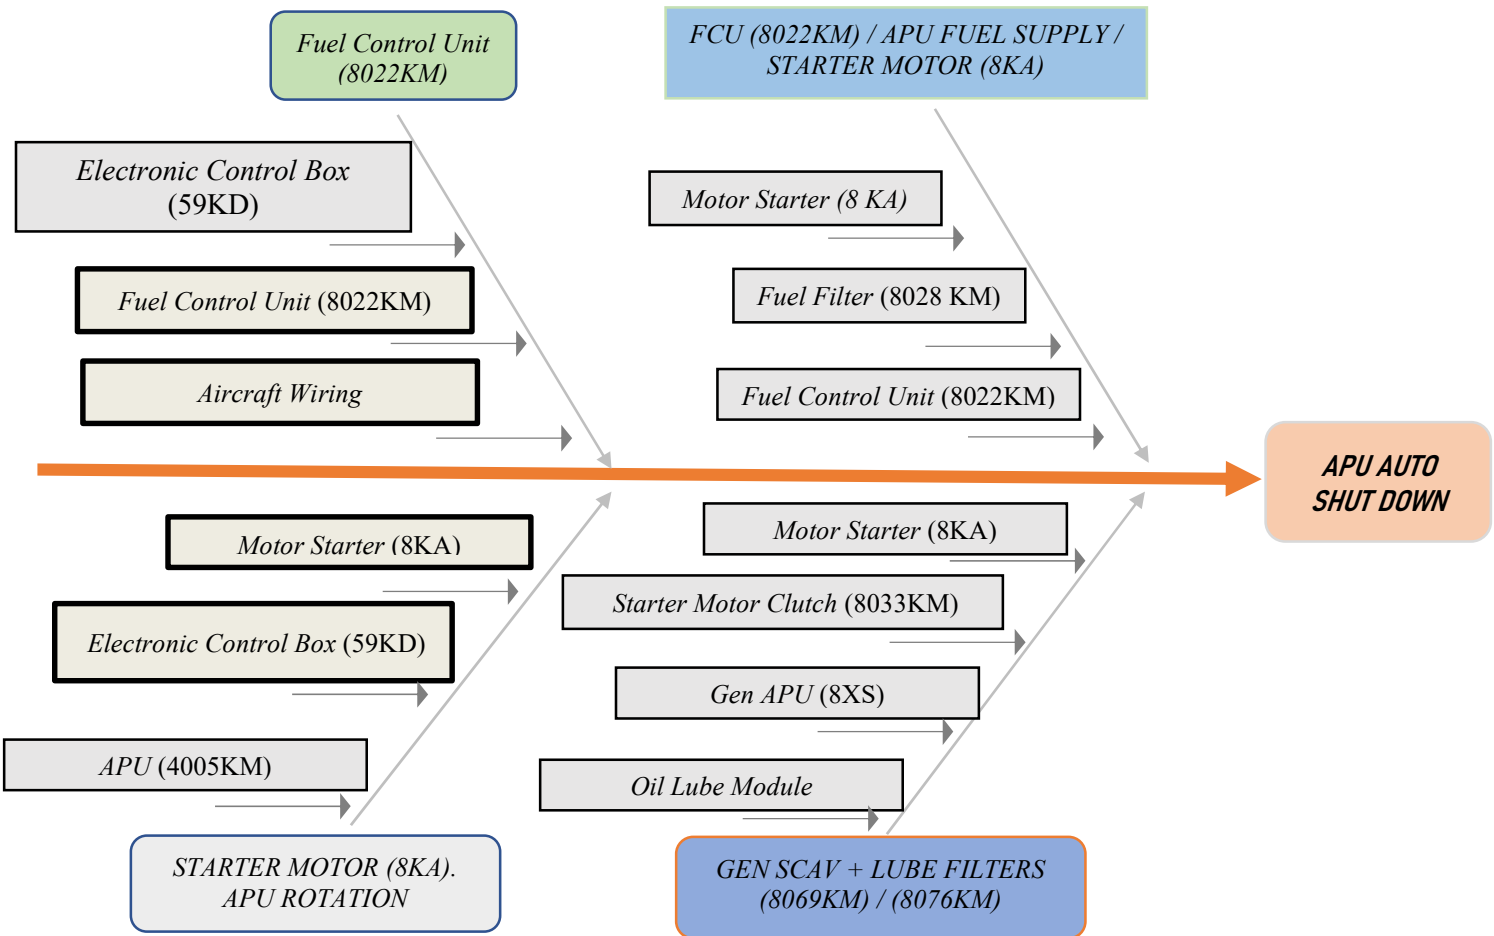 Fuel Control Unit
(8022KM)
FCU (8022KM) / APU FUEL SUPPLY /
STARTER MOTOR (8KA)
Electronic Control Box
(59KD)
Fuel Control Unit (8022KM)
Aircraft Wiring
Motor Starter (8 KA)
Fuel Filter (8028 KM)
Fuel Control Unit (8022KM)
APU AUTO
SHUT DOWN
Motor Starter (8KA)
Electronic Control Box (59KD)
APU (4005KM)
STARTER MOTOR (8KA).
APU ROTATION
Motor Starter (8KA)
Starter Motor Clutch (8033KM)
Gen APU (8XS)
Oil Lube Module
GEN SCAV + LUBE FILTERS
(8069KM) / (8076KM)